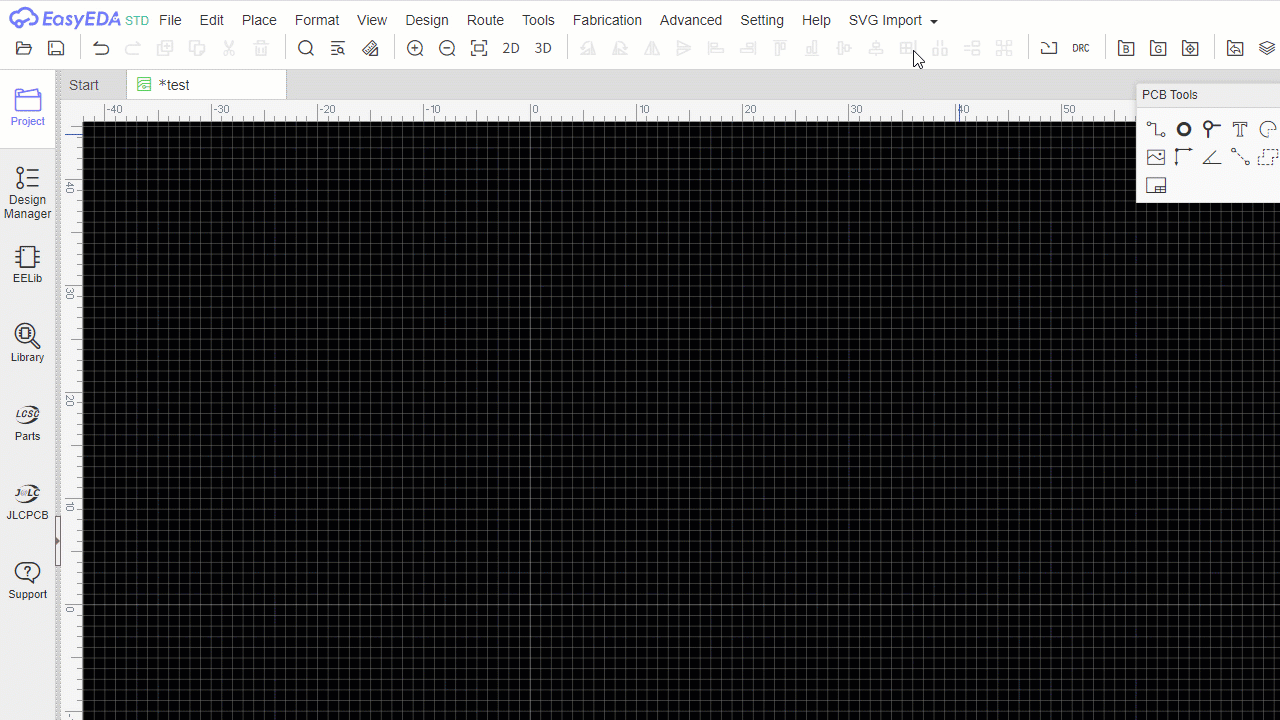 EasyEDA STD File Edit Place Format View Design Route Tools Fabrication Advanced Setting Help SVG Import
2D 3D DRC B G
Start *test
Project
Design
Manager
EELib
Library
LCSC
Parts
J@LC
JLCPCB
Support
-40 -30 -20 -10 0 10 20 30 40 50
40
30
20
10
0
PCB Tools